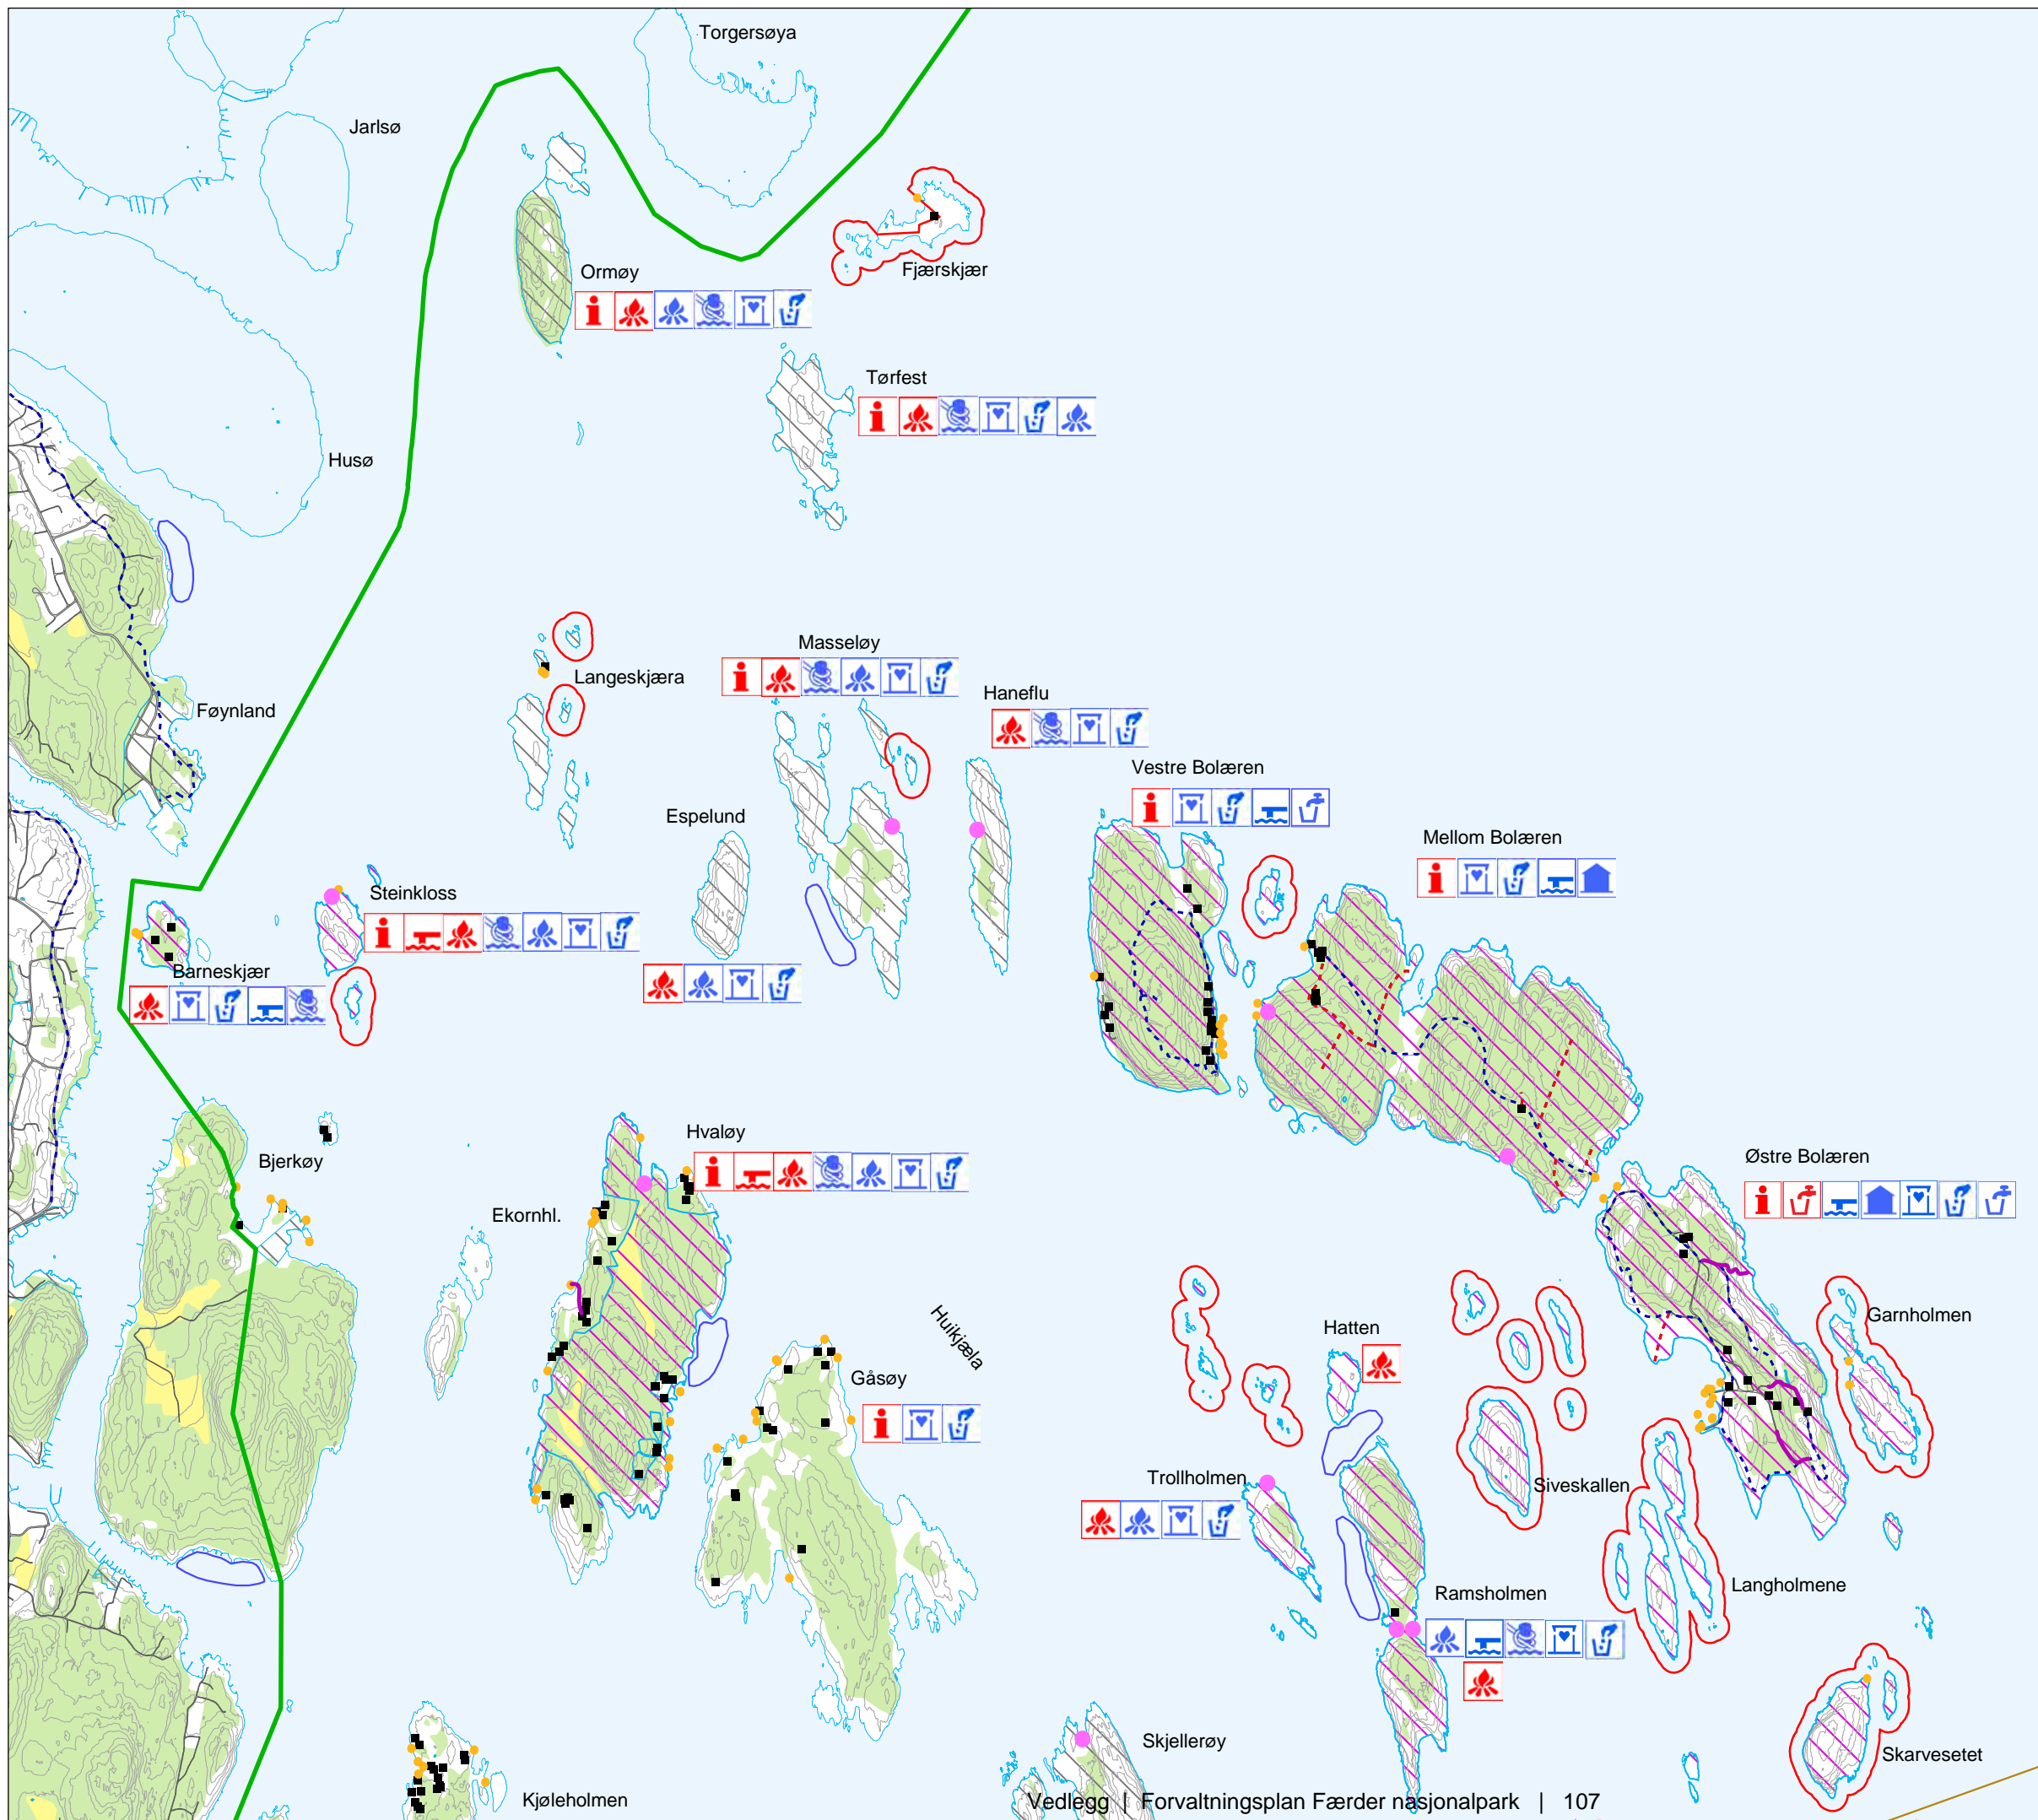 Torgersøya
Jarlsø
Ormøy
Fjærskjær
Tørfest
Husø
Masseløy
Langeskjæra
Haneflu
Føynland
Vestre Bolæren
Espelund
Mellom Bolæren
Steinkloss
Barneskjær
Hvaløy
Bjerkøy
Østre Bolæren
Ekornhl.
Huikjæla
Garnholmen
Hatten
Gåsøy
Trollholmen
Siveskallen
Langholmene
Ramsholmen
Skjellerøy
Skarvesetet
Kjøleholmen
Vedlegg | Forvaltningsplan Færder nasjonalpark | 107